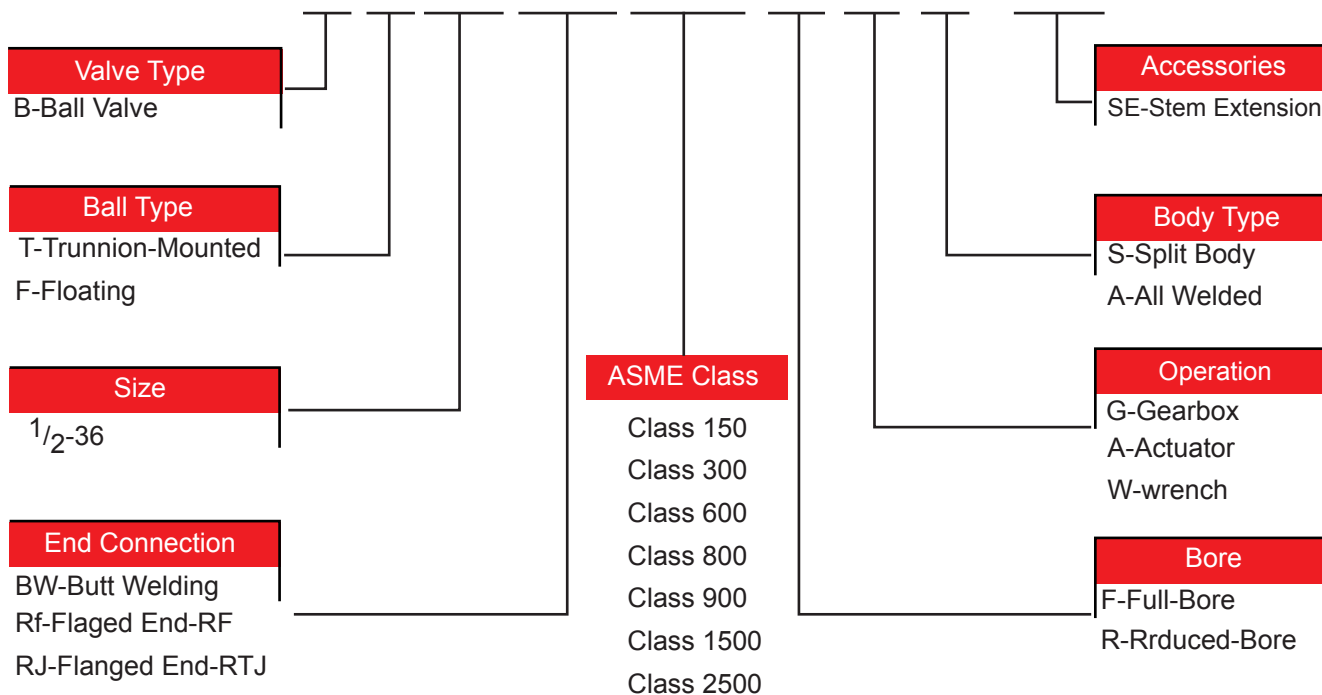 Valve Type
B-Ball Valve
Ball Type
T-Trunnion-Mounted
F-Floating
Size
1/2-36
End Connection
BW-Butt Welding
Rf-Flaged End-RF
RJ-Flanged End-RTJ
ASME Class
Class 150
Class 300
Class 600
Class 800
Class 900
Class 1500
Class 2500
Accessories
SE-Stem Extension
Body Type
S-Split Body
A-All Welded
Operation
G-Gearbox
A-Actuator
W-wrench
Bore
F-Full-Bore
R-Rrduced-Bore